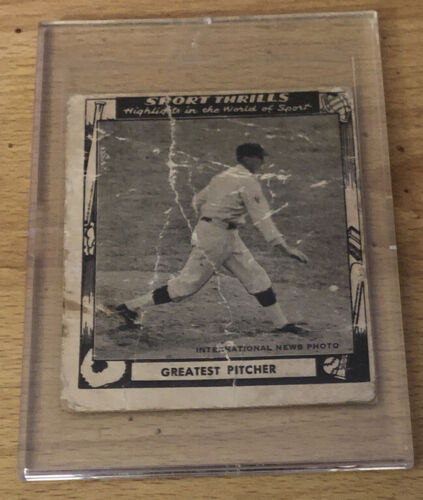 SPORT THRILLS
Highlights in the World of Sport
INTERNATIONAL NEWS PHOTO
GREATEST PITCHER